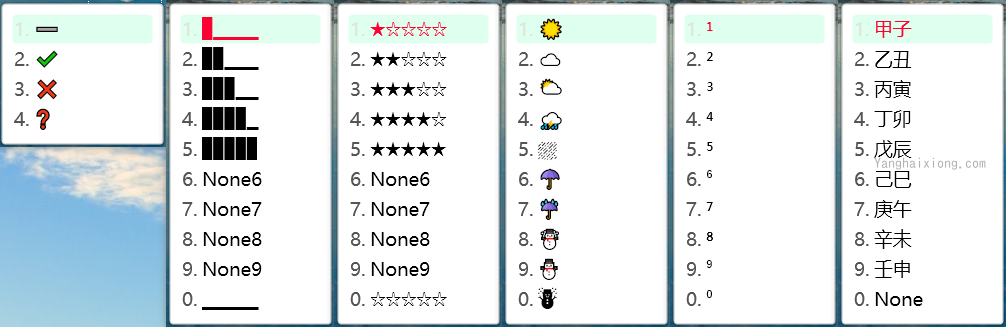 1. ➖
2. ✔
3. ❌
4. ❓
1. █▁▁▁▁
2. ██▁▁▁
3. ███▁▁
4. ████▁
5. █████
6. None6
7. None7
8. None8
9. None9
0. ▁▁▁▁▁
1. ★☆☆☆☆
2. ★★☆☆☆
3. ★★★☆☆
4. ★★★★☆
5. ★★★★★
6. None6
7. None7
8. None8
9. None9
0. ☆☆☆☆☆
1. ☀
2. ☁
3. ⛅
4. ⛈
5. ▨
6. ☂
7. ☔
8. ☃
9. ⛄
0. ⛇
1. ¹
2. ²
3. ³
4. ⁴
5. ⁵
6. ⁶
7. ⁷
8. ⁸
9. ⁹
0. ⁰
1. 甲子
2. 乙丑
3. 丙寅
4. 丁卯
5. 戊辰
Yanghaixiong.com
6. 己巳
7. 庚午
8. 辛未
9. 壬申
0. None